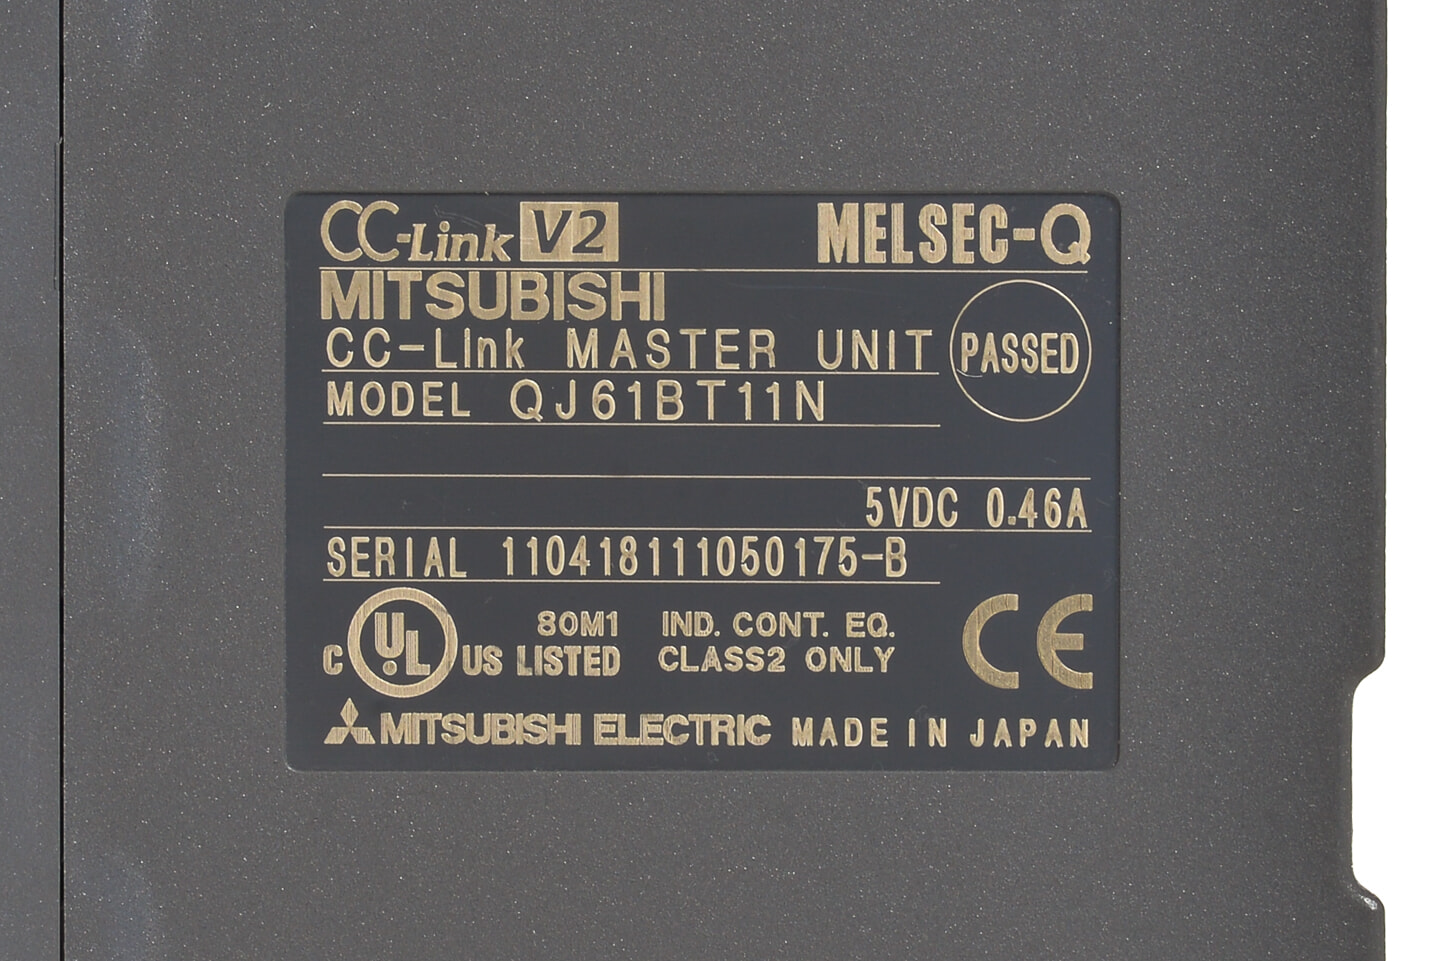 CC-Link V2 MELSEC-Q
MITSUBISHI
CC-Link MASTER UNIT
PASSED
MODEL QJ61BT11N
5VDC 0.46A
SERIAL 110418111050175-B
80M1 IND. CONT. EQ.
C UL US LISTED CLASS2 ONLY
CE
MITSUBISHI ELECTRIC MADE IN JAPAN